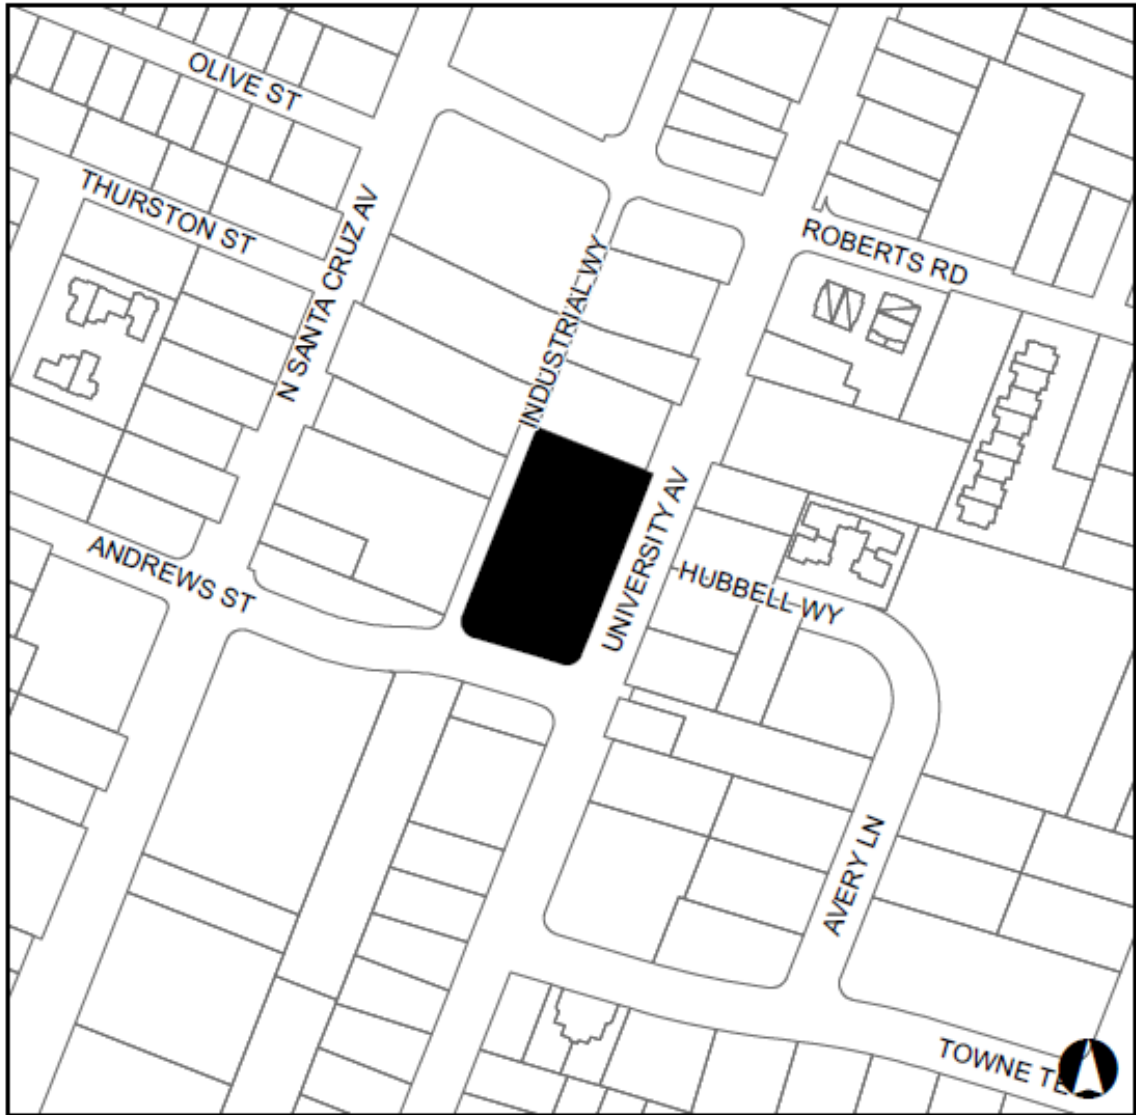 OLIVE ST
THURSTON ST
N SANTA CRUZ AV
INDUSTRIAL WY
ROBERTS RD
ANDREWS ST
UNIVERSITY AV
HUBBELL WY
AVERY LN
TOWNE